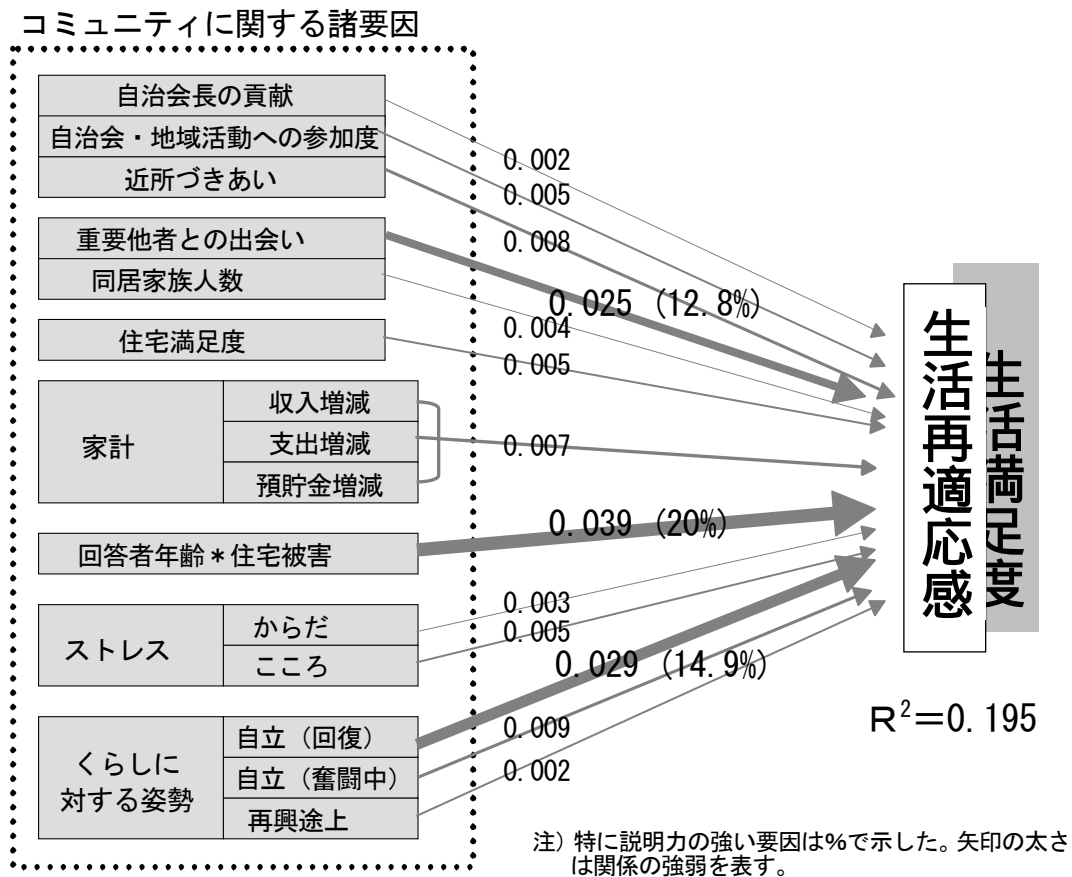 コミュニティに関する諸要因
自治会長の貢献
自治会・地域活動への参加度
近所づきあい
重要他者との出会い
同居家族人数
住宅満足度
家計
収入増減
支出増減
預貯金増減
回答者年齢*住宅被害
ストレス
からだ
こころ
くらしに
対する姿勢
自立（回復）
自立（奮闘中）
再興途上
0.002
0.005
0.008
0.025 (12.8%)
0.004
0.005
0.007
0.039 (20%)
0.003
0.005
0.029 (14.9%)
0.009
0.002
生活再適応感
生活満足度
R²=0.195
注）特に説明力の強い要因は%で示した。矢印の太さ
は関係の強弱を表す。